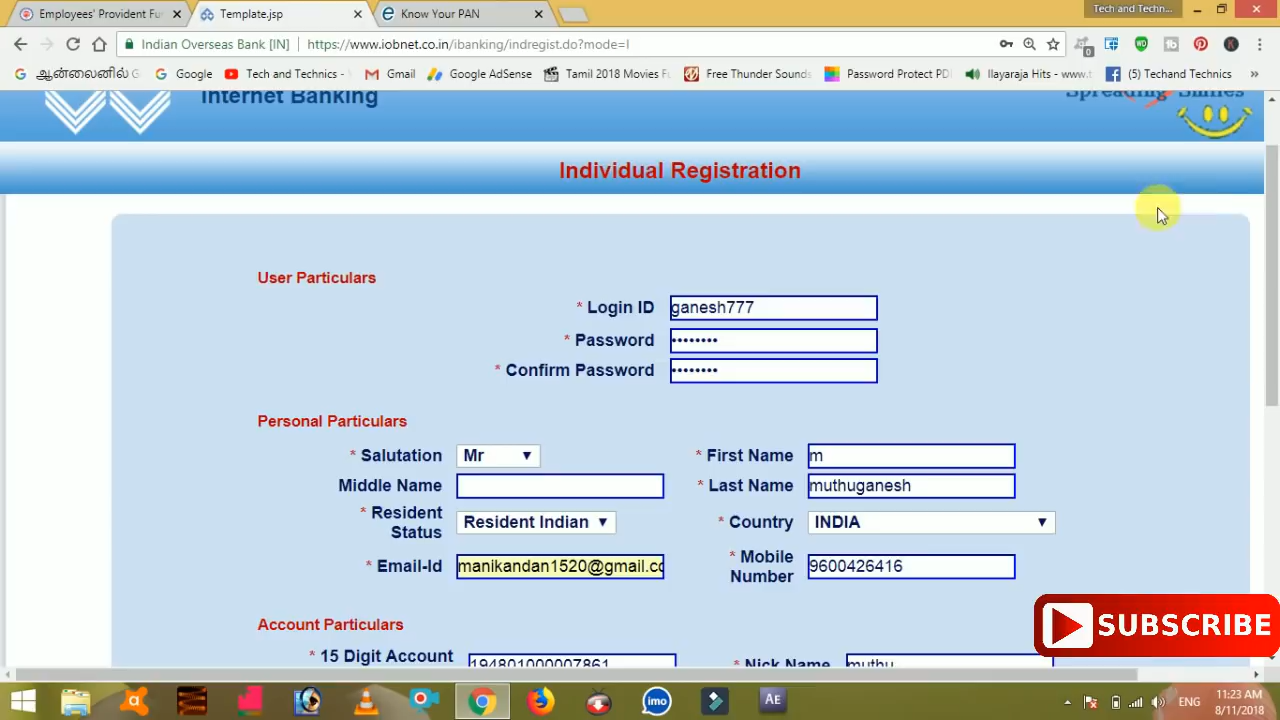 Employees' Provident Fu
Template.jsp
Know Your PAN
Tech and Techn...
Indian Overseas Bank [IN] | https://www.iobnet.co.in/ibanking/indregist.do?mode=I
ஆன்லைனில் G
Google
Tech and Technics -
Gmail
Google AdSense
Tamil 2018 Movies Fu
Free Thunder Sounds
Password Protect PD
Ilayaraja Hits - www.t
(5) Techand Technics
»
Internet Banking
Spreading Smiles
Individual Registration
User Particulars
* Login ID ganesh777
* Password ••••••••
* Confirm Password ••••••••
Personal Particulars
* Salutation Mr
* First Name m
Middle Name
* Last Name muthuganesh
* Resident Status Resident Indian
* Country INDIA
* Email-Id manikandan1520@gmail.co
* Mobile Number 9600426416
Account Particulars
* 15 Digit Account 194801000007861
* Nick Name muthu
SUBSCRIBE
imo
AE
ENG
11:23 AM
8/11/2018